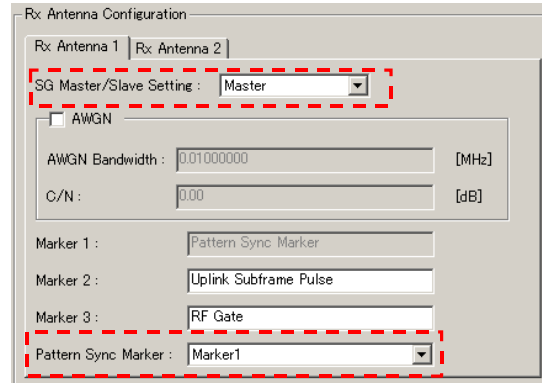 Rx Antenna Configuration
Rx Antenna 1 Rx Antenna 2
SG Master/Slave Setting : Master
AWGN
AWGN Bandwidth : 0.01000000 [MHz]
C/N : 0.00 [dB]
Marker 1 : Pattern Sync Marker
Marker 2 : Uplink Subframe Pulse
Marker 3 : RF Gate
Pattern Sync Marker : Marker1